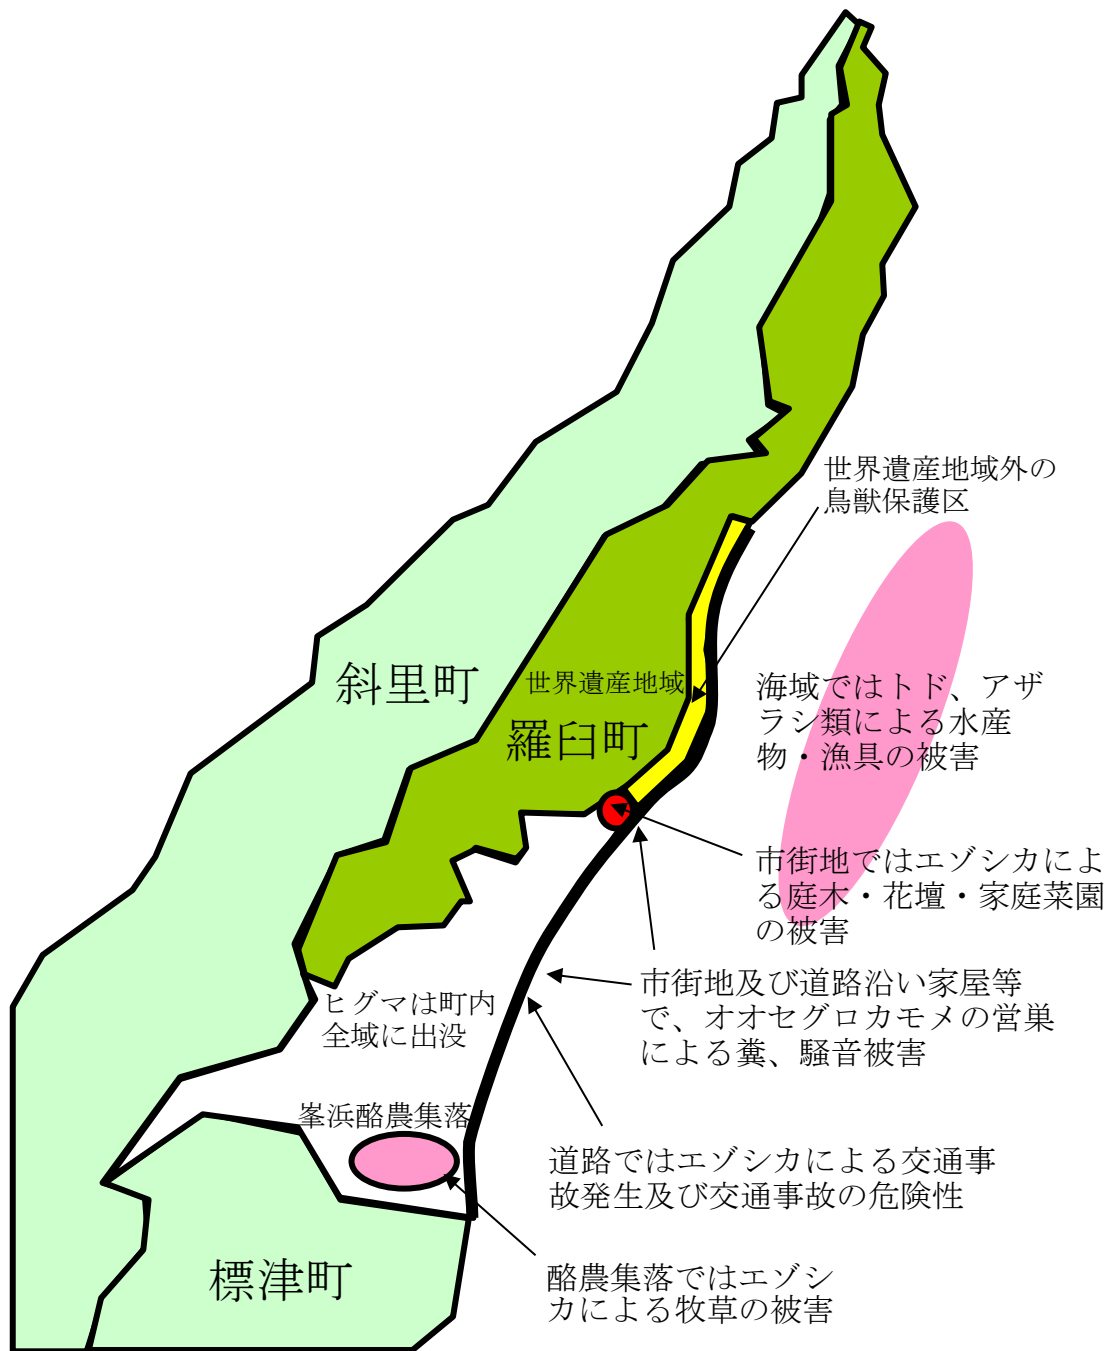 世界遺産地域外の
鳥獣保護区
斜里町
世界遺産地域
羅臼町
海域ではトド、アザ
ラシ類による水産
物・漁具の被害
市街地ではエゾシカによ
る庭木・花壇・家庭菜園
の被害
市街地及び道路沿い家屋等
で、オオセグロカモメの営巣
による糞、騒音被害
ヒグマは町内
全域に出没
峯浜酪農集落
道路ではエゾシカによる交通事
故発生及び交通事故の危険性
標津町
酪農集落ではエゾシ
カによる牧草の被害